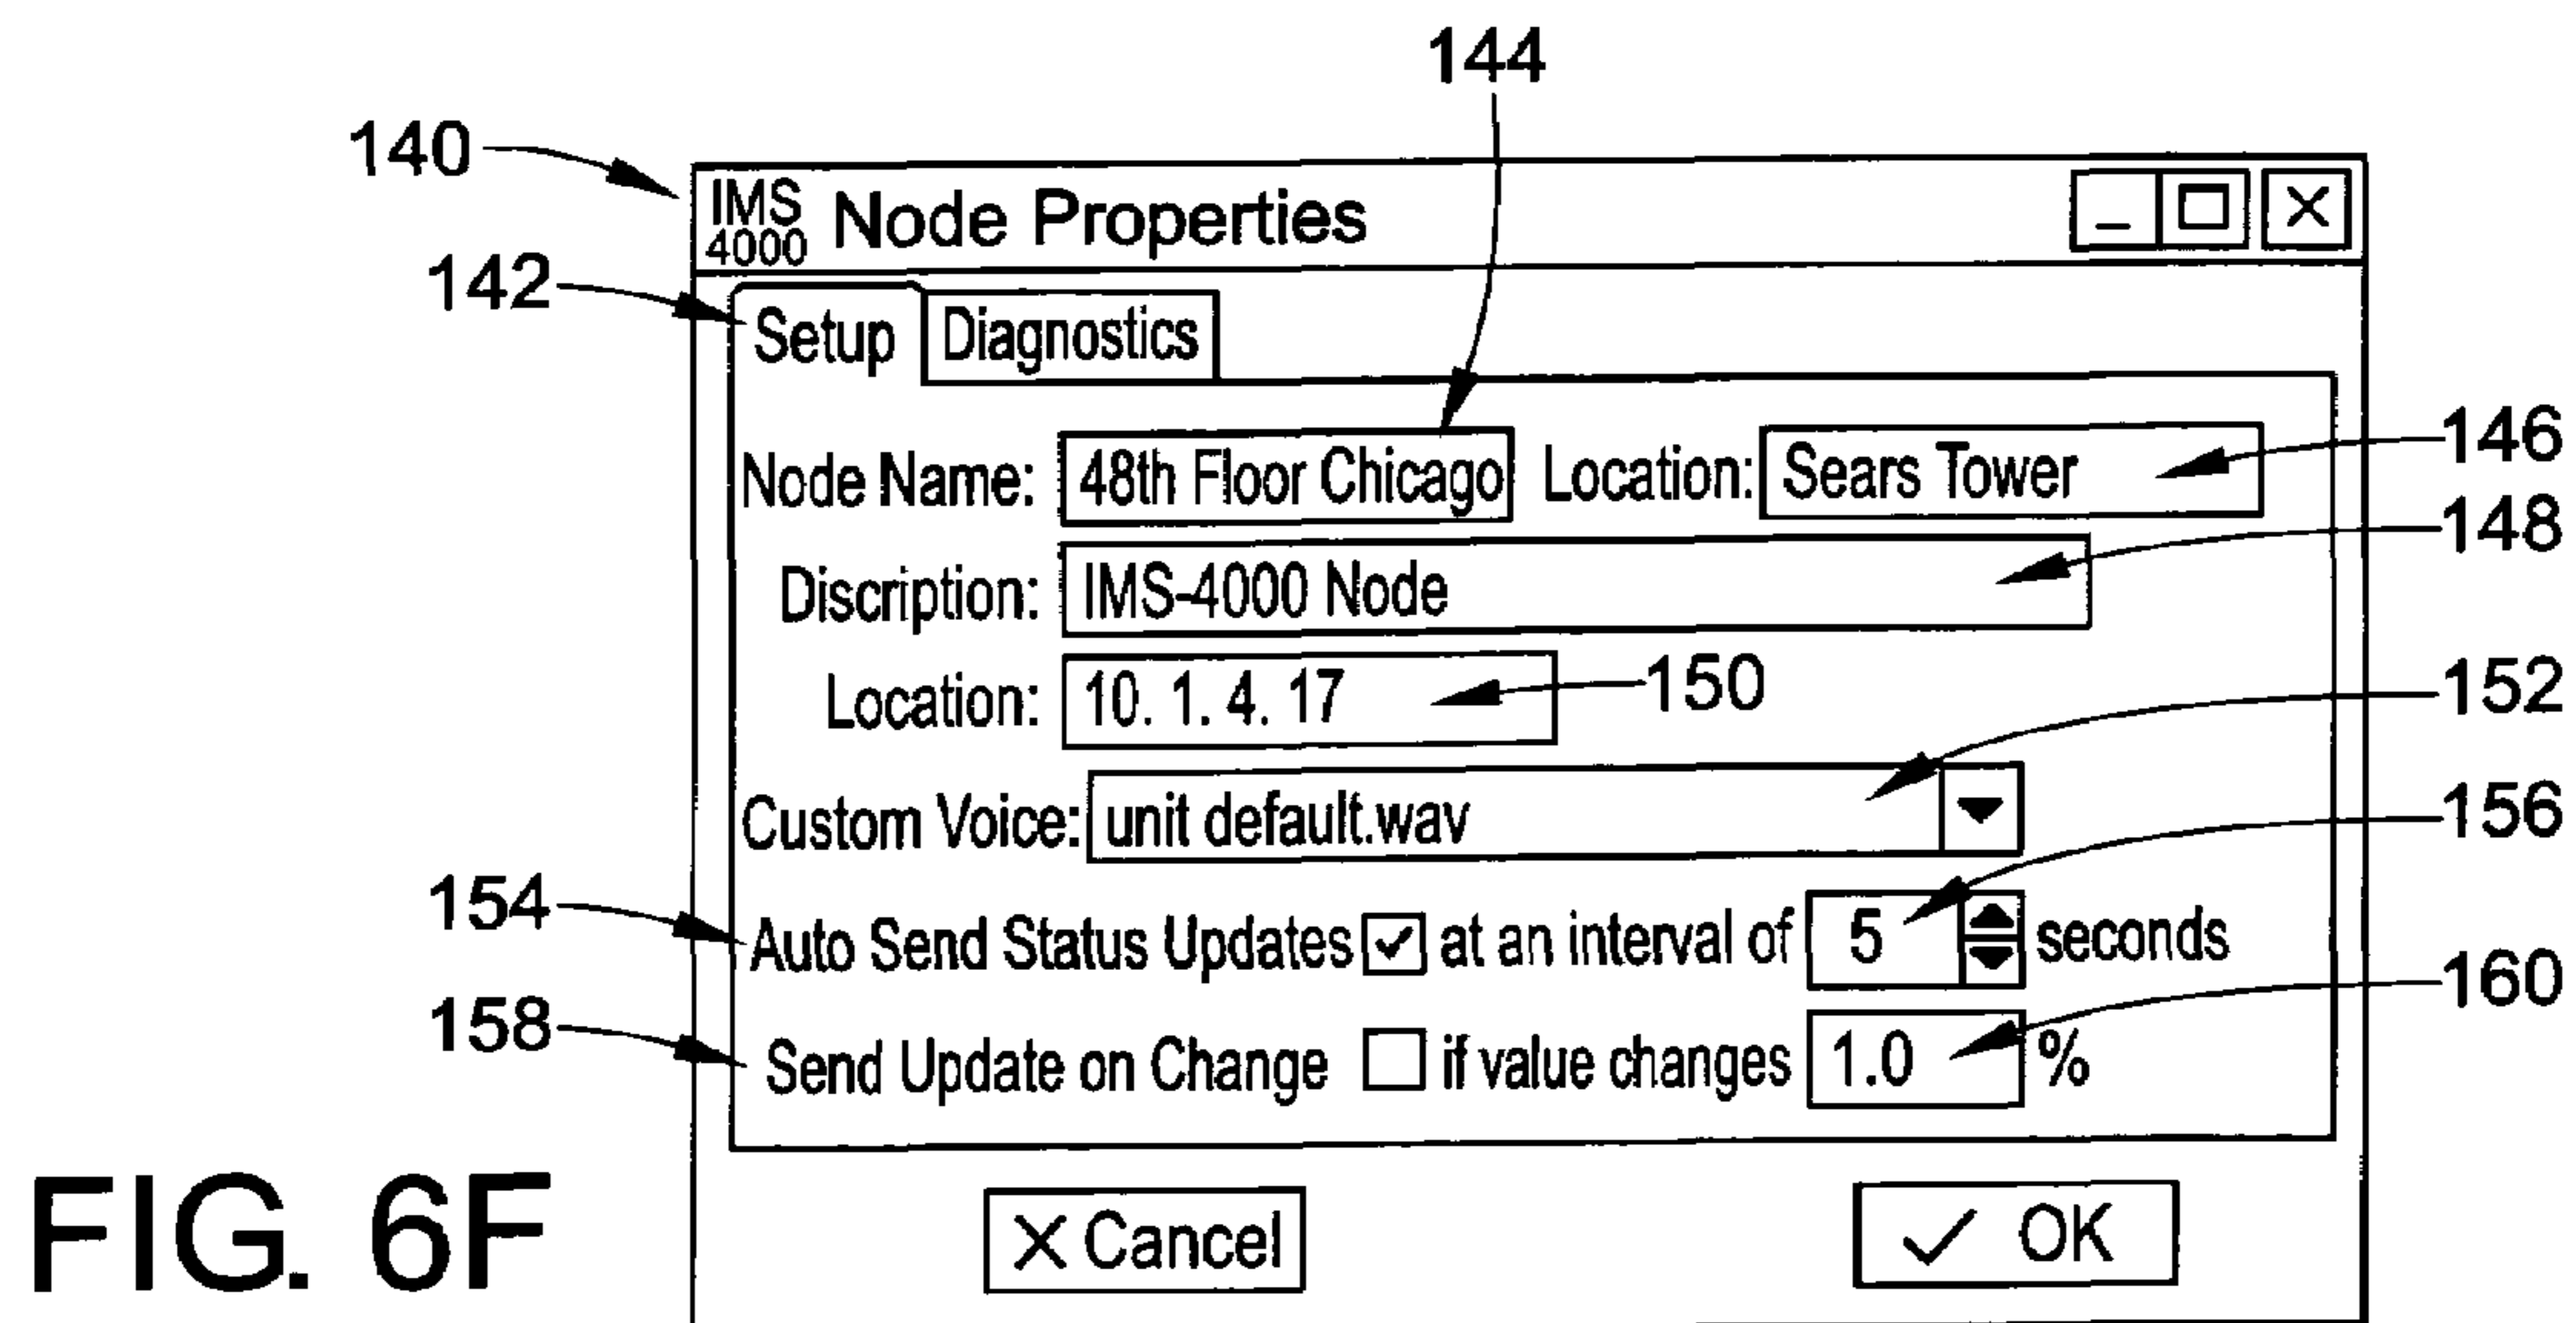 144
140
IMS
4000 Node Properties
142
Setup Diagnostics
Node Name: 48th Floor Chicago Location: Sears Tower 146
148
Discription: IMS-4000 Node
Location: 10. 1. 4. 17 150
152
Custom Voice: unit default.wav 156
154
Auto Send Status Updates at an interval of 5 seconds
160
158
Send Update on Change if value changes 1.0 %
FIG. 6F
Cancel OK